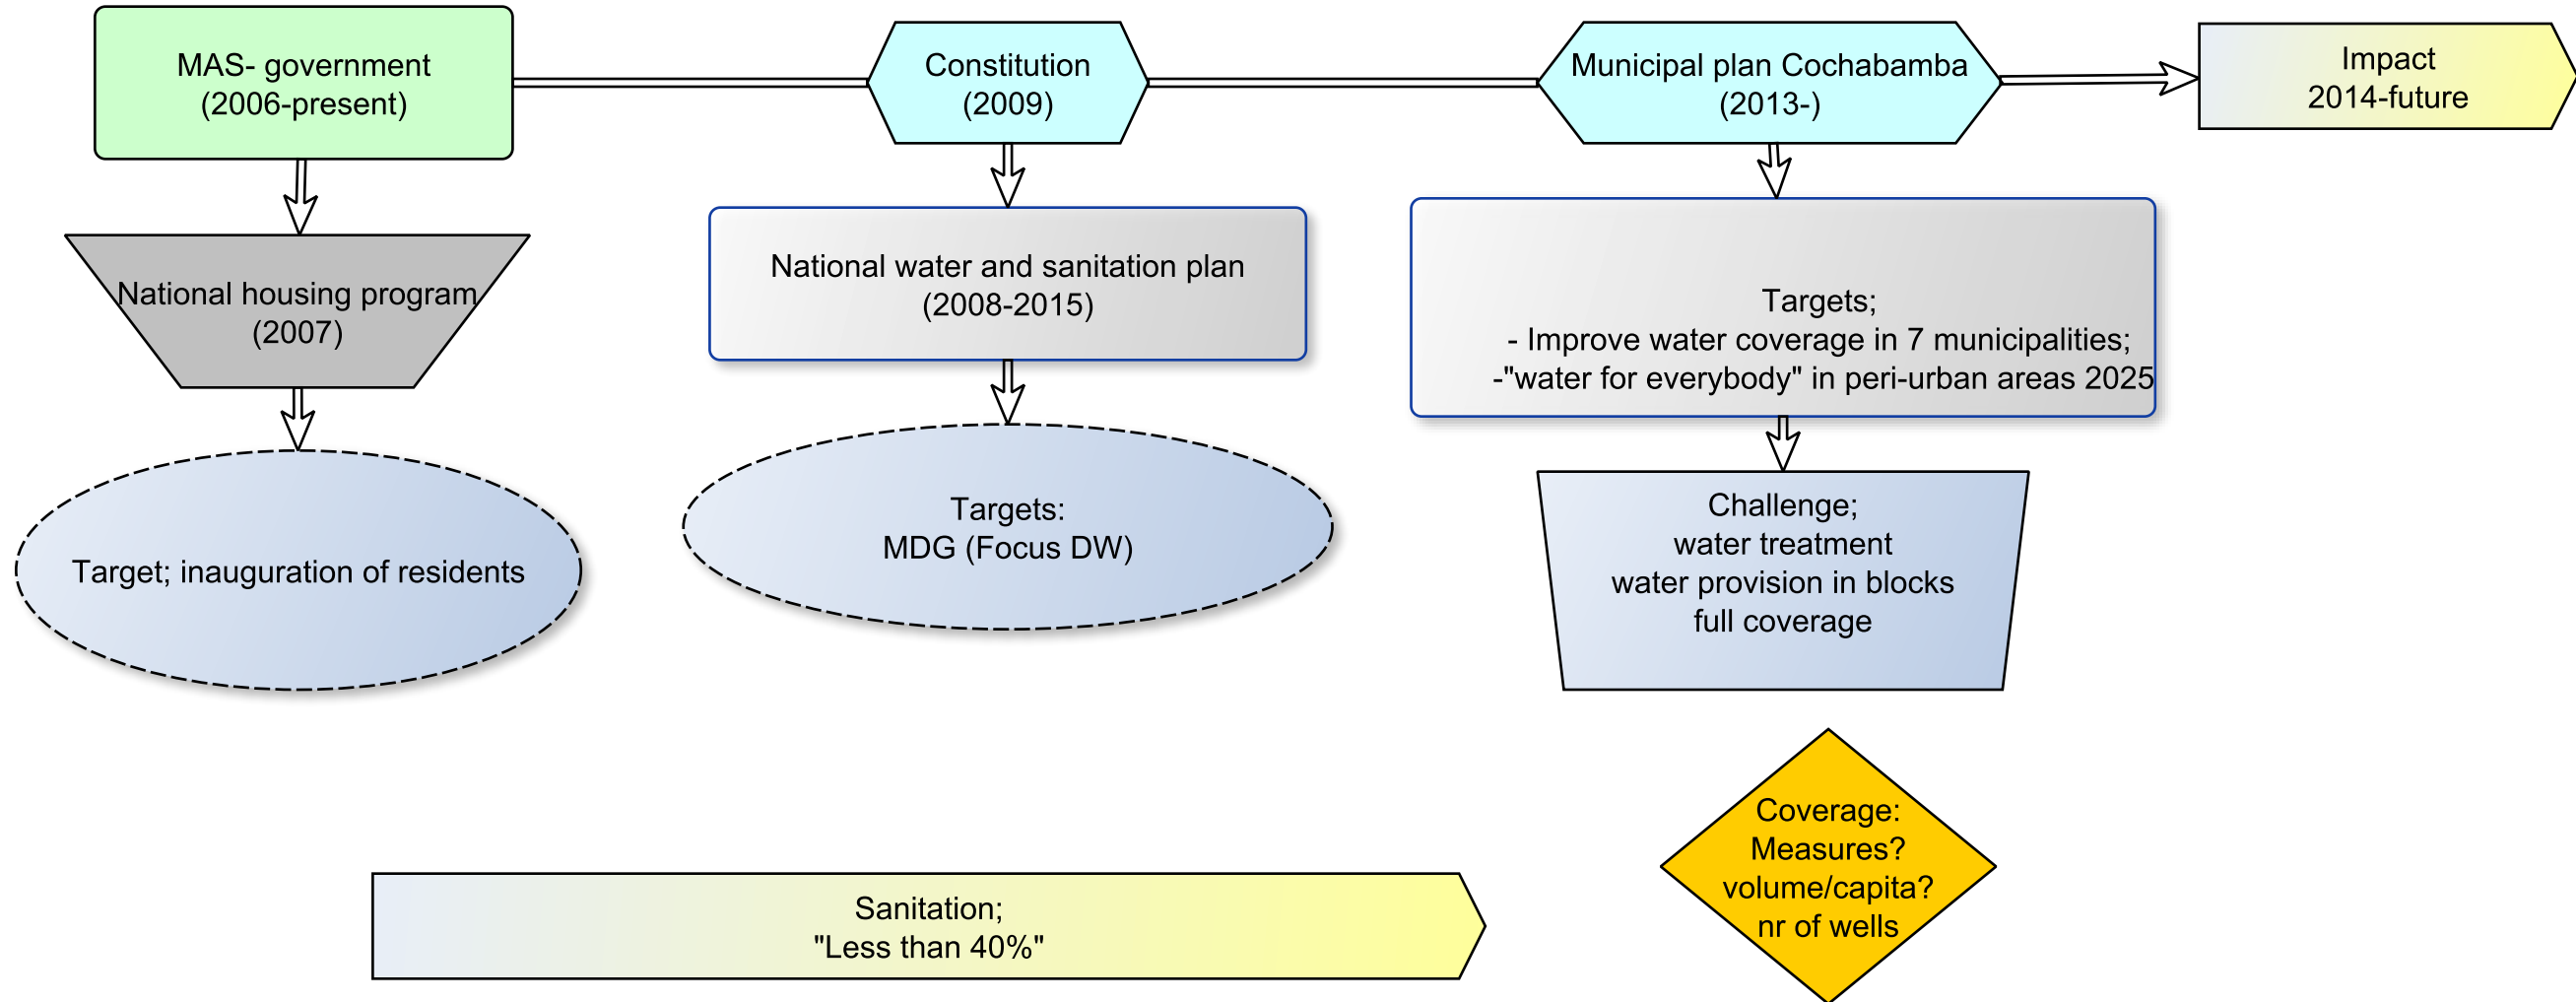 MAS- government
(2006-present)
Constitution
(2009)
Municipal plan Cochabamba
(2013-)
Impact
2014-future
National housing program
(2007)
National water and sanitation plan
(2008-2015)
Targets;
- Improve water coverage in 7 municipalities;
-"water for everybody" in peri-urban areas 2025
Target; inauguration of residents
Targets:
MDG (Focus DW)
Challenge;
water treatment
water provision in blocks
full coverage
Sanitation;
"Less than 40%"
Coverage:
Measures?
volume/capita?
nr of wells